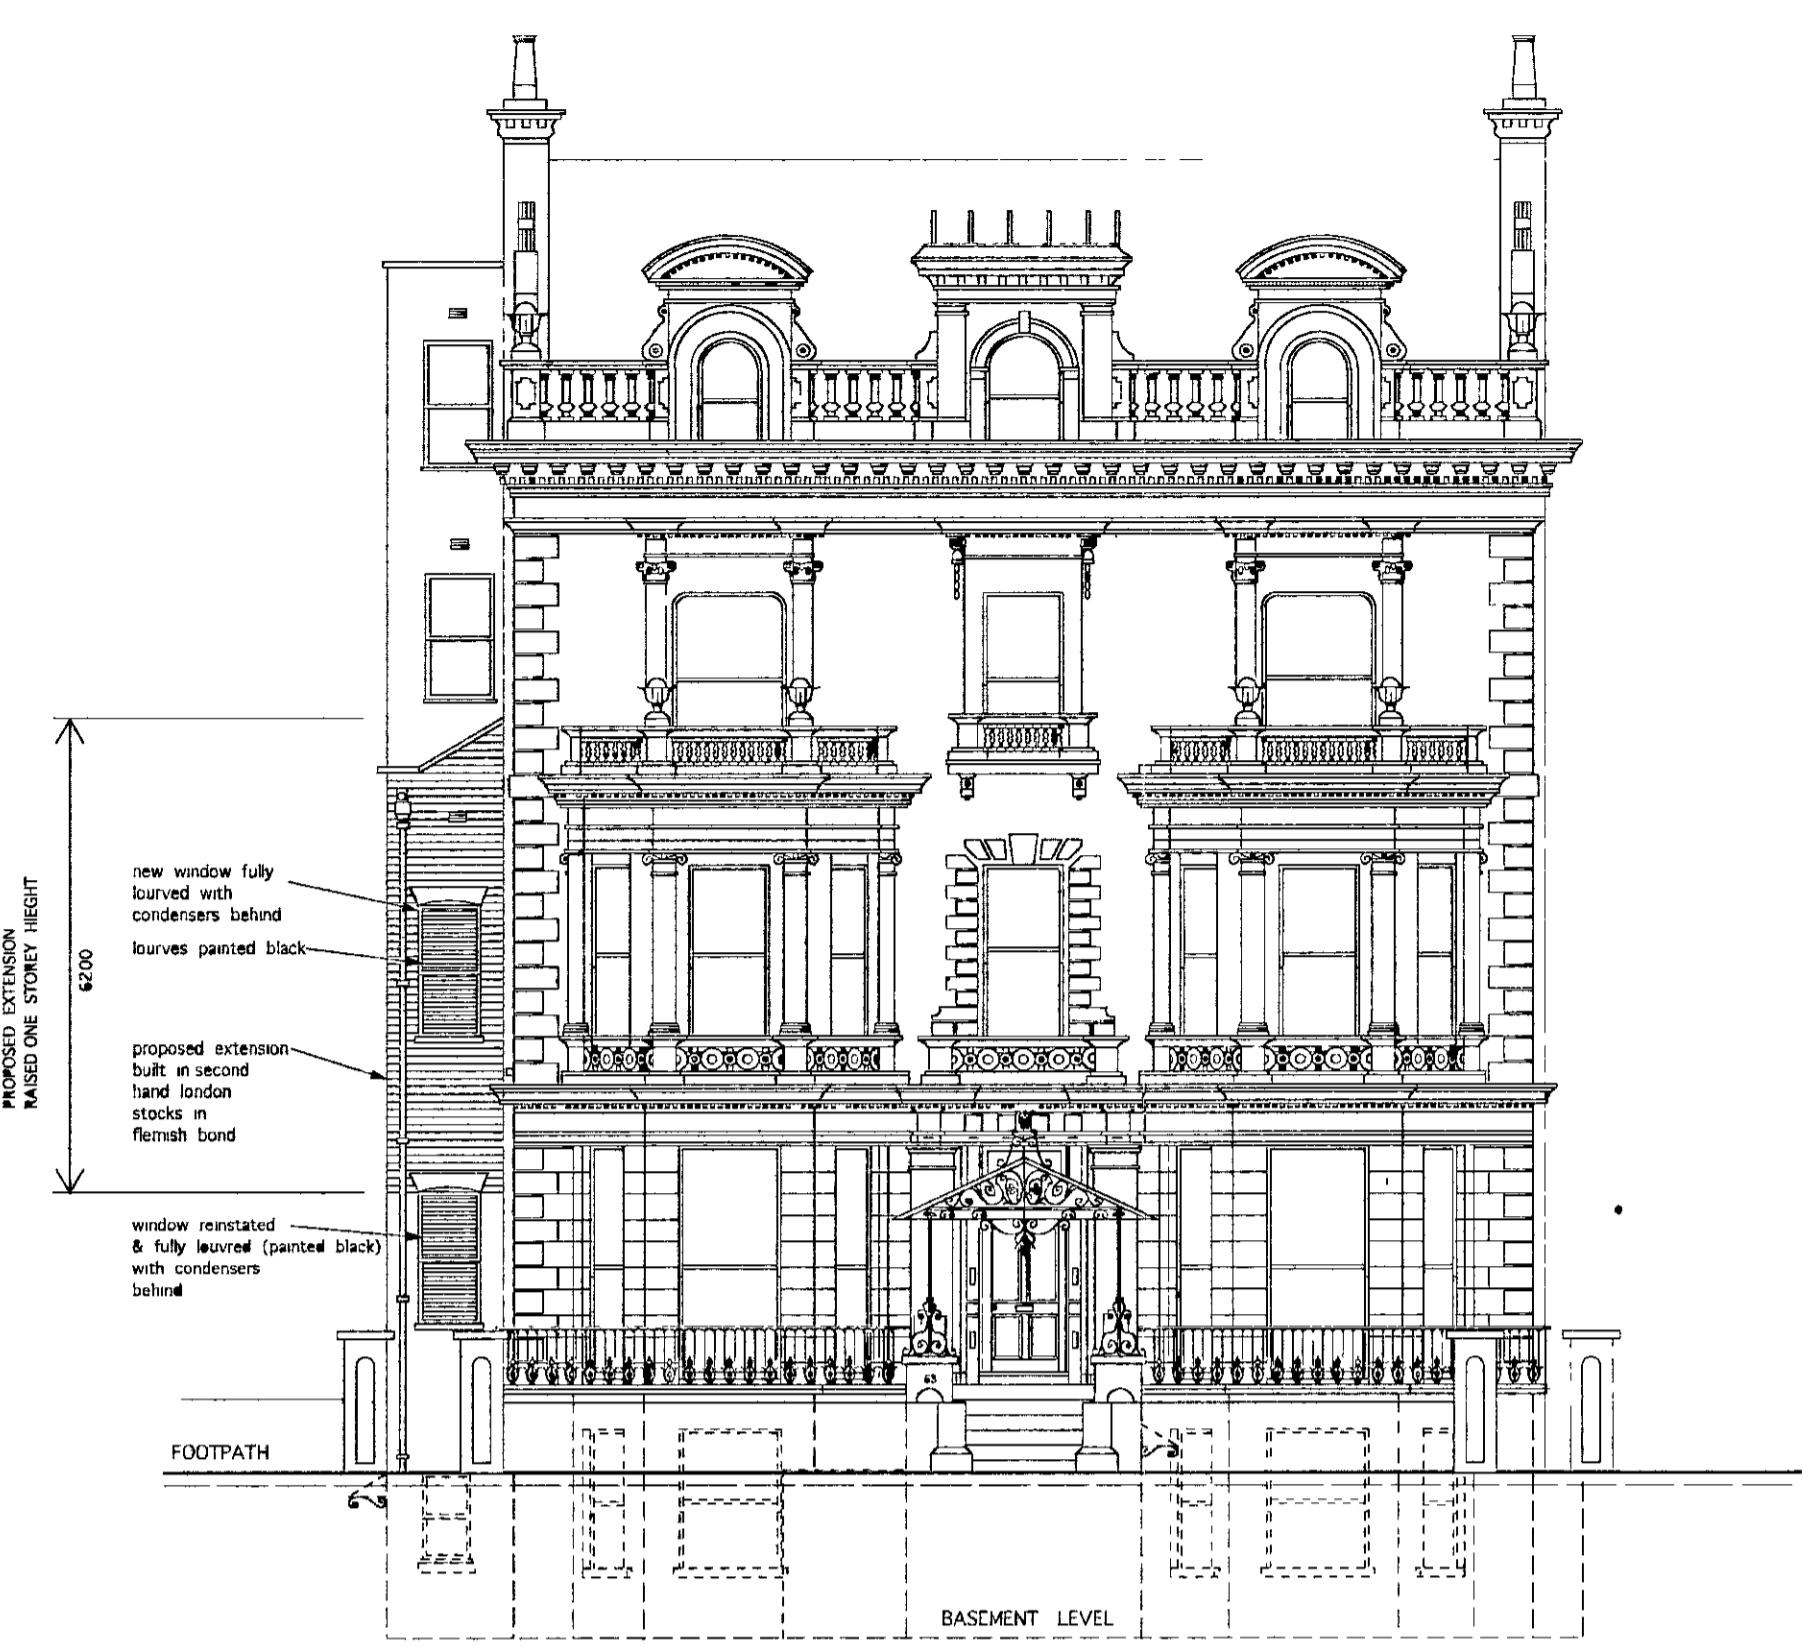 PROPOSED EXTENSION
RAISED ONE STOREY HIEGHT
6200
new window fully
lourved with
condensers behind
lourves painted black
proposed extension
built in second
hand london
stocks in
flemish bond
window reinstated
& fully louvred (painted black)
with condensers
behind
63
FOOTPATH
BASEMENT LEVEL